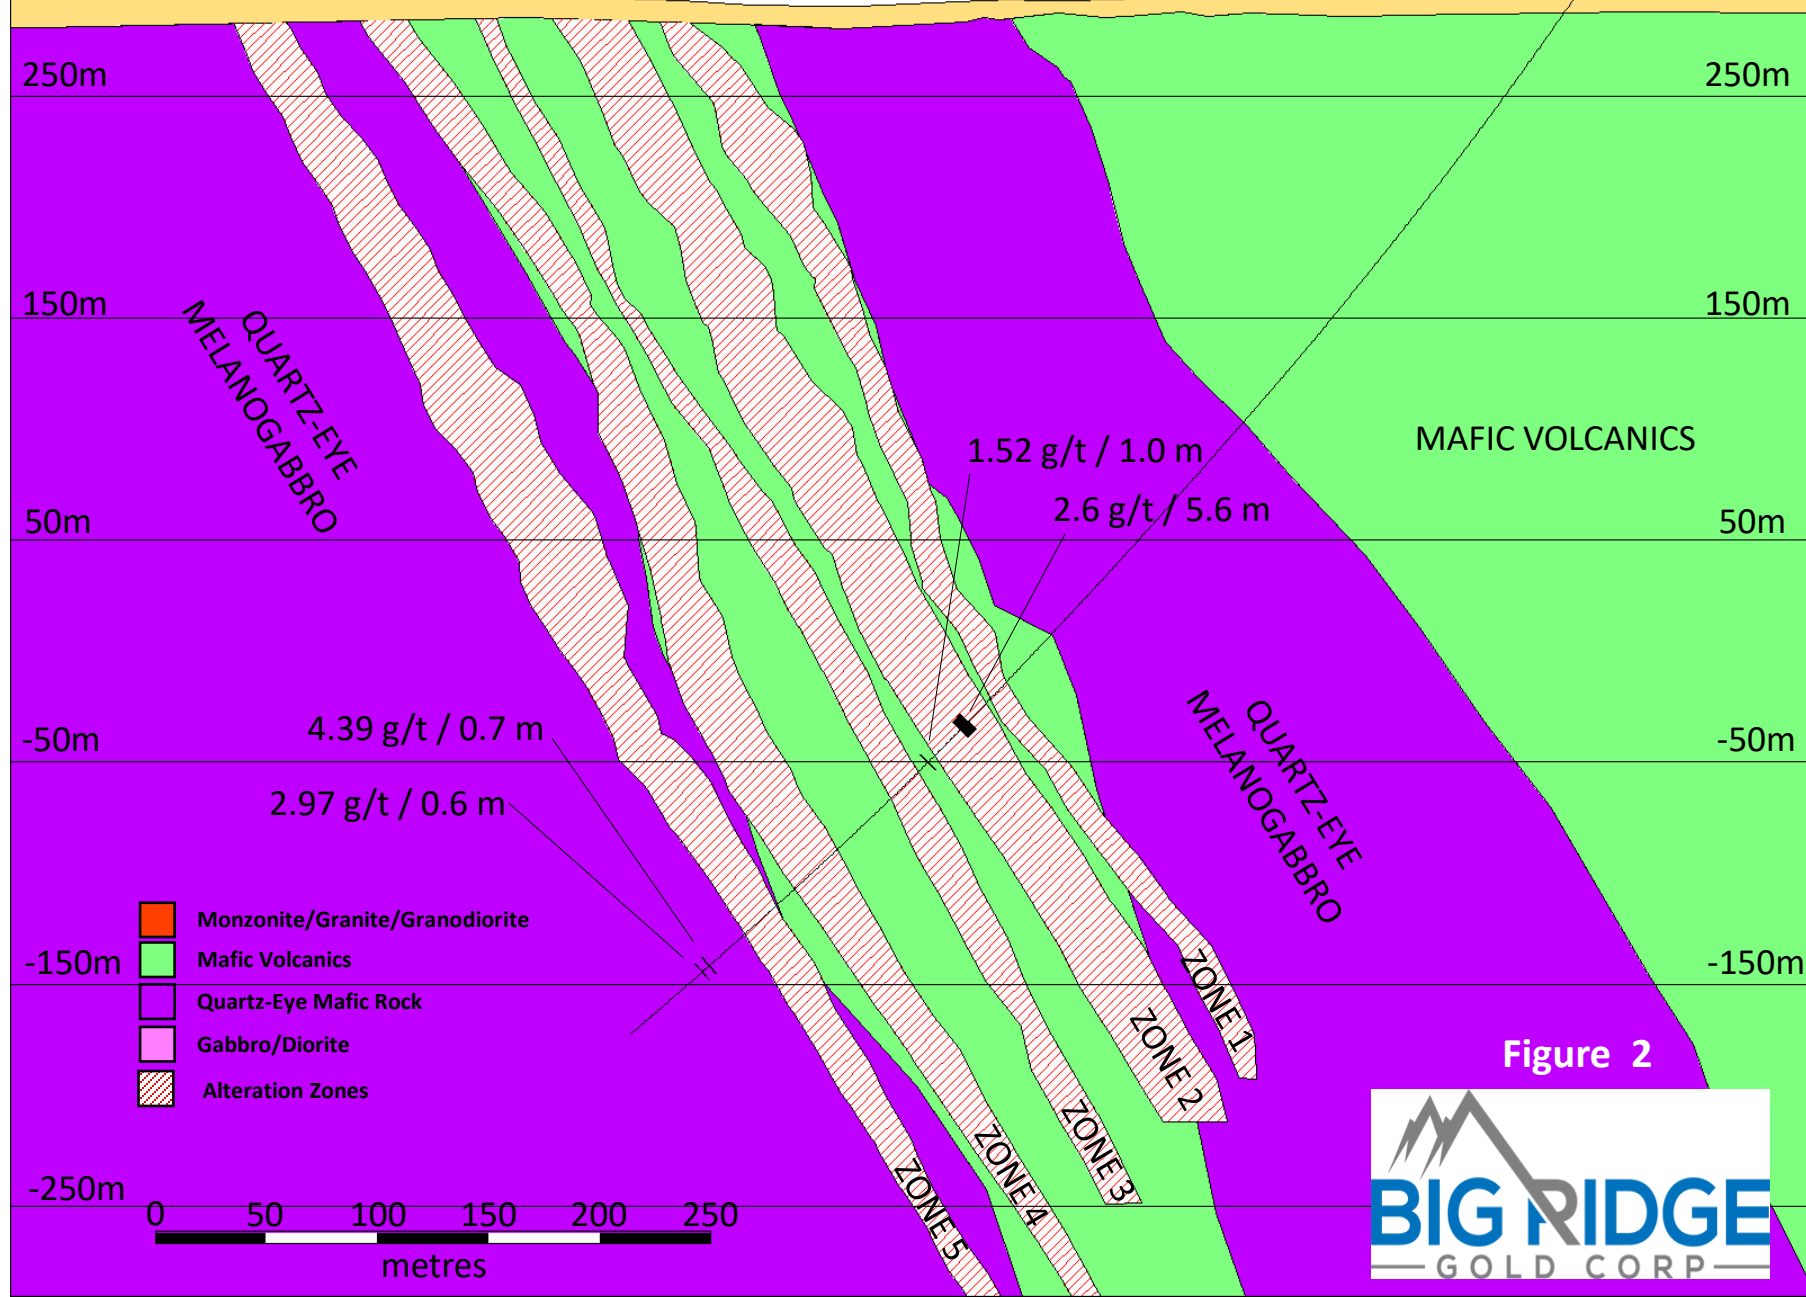 250m
250m
150m
150m
QUARTZ-EYE
MELANOGABBRO
MAFIC VOLCANICS
1.52 g/t / 1.0 m
2.6 g/t / 5.6 m
50m
50m
4.39 g/t / 0.7 m
-50m
-50m
QUARTZ-EYE
MELANOGABBRO
2.97 g/t / 0.6 m
Monzonite/Granite/Granodiorite
Mafic Volcanics
-150m
-150m
Quartz-Eye Mafic Rock
Gabbro/Diorite
Alteration Zones
ZONE 1
ZONE 2
ZONE 3
ZONE 4
ZONE 5
Figure 2
-250m
0 50 100 150 200 250
metres
BIG RIDGE
GOLD CORP